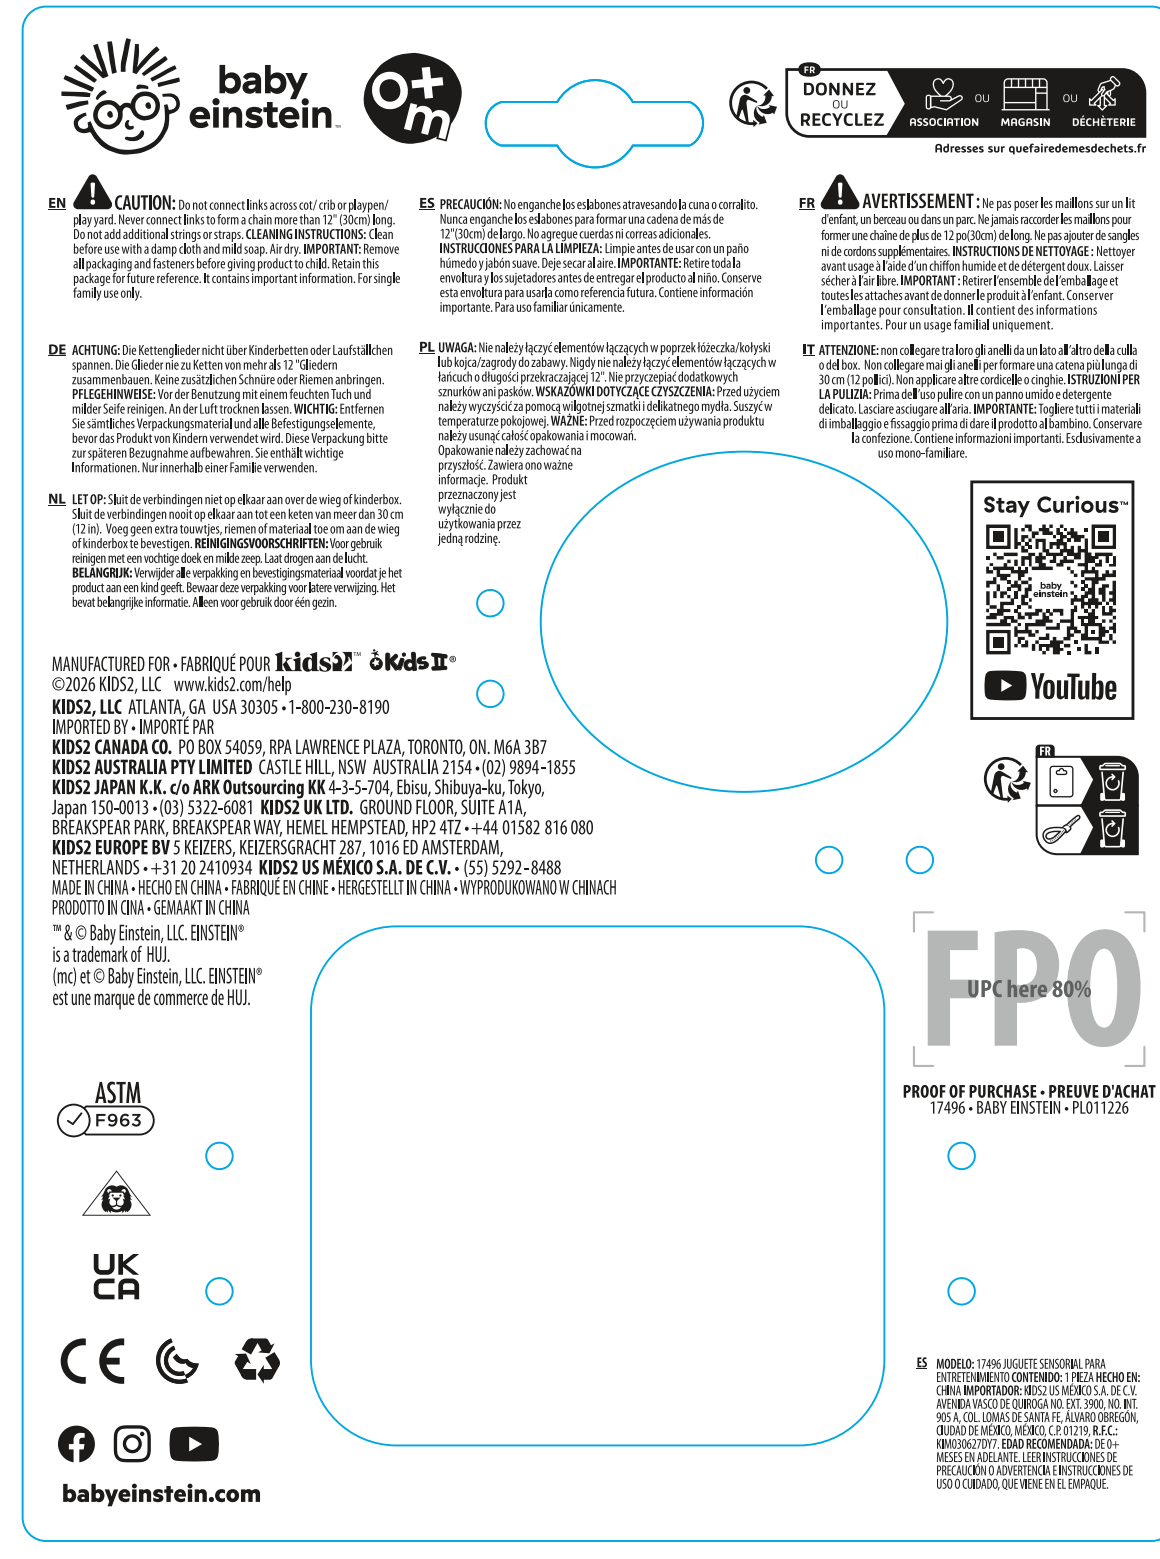 baby
einstein™
0+
m
FR
DONNEZ
OU
RECYCLEZ
ASSOCIATION
OU
MAGASIN
OU
DÉCHÈTERIE
Adresses sur quefairedemesdechets.fr
EN CAUTION: Do not connect links across cot/ crib or playpen/
play yard. Never connect links to form a chain more than 12" (30cm) long.
Do not add additional strings or straps. CLEANING INSTRUCTIONS: Clean
before use with a damp cloth and mild soap. Air dry. IMPORTANT: Remove
all packaging and fasteners before giving product to child. Retain this
package for future reference. It contains important information. For single
family use only.
ES PRECAUCIÓN: No enganche los eslabones atravesando la cuna o corralito.
Nunca enganche los eslabones para formar una cadena de más de
12"(30cm) de largo. No agregue cuerdas ni correas adicionales.
INSTRUCCIONES PARA LA LÍMPIEZA: Limpie antes de usar con un paño
húmedo y jabón suave. Deje secar al aire. IMPORTANTE: Retire toda la
envoltura y los sujetadores antes de entregar el producto al niño. Conserve
esta envoltura para usarla como referencia futura. Contiene información
importante. Para uso familiar únicamente.
FR AVERTISSEMENT : Ne pas poser les maillons sur un lit
d'enfant, un berceau ou dans un parc. Ne jamais raccorder les maillons pour
former une chaîne de plus de 12 po(30cm) de long. Ne pas ajouter de sangles
ni de cordons supplémentaires. INSTRUCTIONS DE NETTOYAGE : Nettoyer
avant usage à l'aide d'un chiffon humide et de détergent doux. Laisser
sécher à l'air libre. IMPORTANT : Retirer l'ensemble de l'emballage et
toutes les attaches avant de donner le produit à l'enfant. Conserver
l'emballage pour consultation. Il contient des informations
importantes. Pour un usage familial uniquement.
DE ACHTUNG: Die Kettenglieder nicht über Kinderbetten oder Laufställchen
spannen. Die Glieder nie zu Ketten von mehr als 12 "Gliedern
zusammenbauen. Keine zusätzlichen Schnüre oder Riemen anbringen.
PFLEGEHINWEISE: Vor der Benutzung mit einem feuchten Tuch und
milder Seife reinigen. An der Luft trocknen lassen. WICHTIG: Entfernen
Sie sämtliches Verpackungsmaterial und alle Befestigungselemente,
bevor das Produkt von Kindern verwendet wird. Diese Verpackung bitte
zur späteren Bezugnahme aufbewahren. Sie enthält wichtige
Informationen. Nur innerhalb einer Familie verwenden.
PL UWAGA: Nie należy łączyć elementów łączących w poprzek łóżeczka/kołyski
lub kojca/zagrody do zabawy. Nigdy nie należy łączyć elementów łączących w
łańcuch o długości przekraczającej 12". Nie przyczepiać dodatkowych
sznurków ani pasków. WSKAZÓWKI DOTYCZĄCE CZYSZCZENIA: Przed użyciem
należy wyczyścić za pomocą wilgotnej szmatki i delikatnego mydła. Suszyć w
temperaturze pokojowej. WAŻNE: Przed rozpoczęciem używania produktu
należy usunąć całość opakowania i mocowań.
Opakowanie należy zachować na
przyszłość. Zawiera ono ważne
informacje. Produkt
przeznaczony jest
wyłącznie do
użytkowania przez
jedną rodzinę.
IT ATTENZIONE: non collegare tra loro gli anelli da un lato all'altro della culla
o del box. Non collegare mai gli anelli per formare una catena più lunga di
30 cm (12 pollici). Non applicare altre cordicelle o cinghie. ISTRUZIONI PER
LA PULIZIA: Prima dell'uso pulire con un panno umido e detergente
delicato. Lasciare asciugare all'aria. IMPORTANTE: Togliere tutti i materiali
di imballaggio e fissaggio prima di dare il prodotto al bambino. Conservare
la confezione. Contiene informazioni importanti. Esclusivamente a
uso mono-familiare.
NL LET OP: Sluit de verbindingen niet op elkaar aan over de wieg of kinderbox.
Sluit de verbindingen nooit op elkaar aan tot een keten van meer dan 30 cm
(12 in). Voeg geen extra touwtjes, riemen of materiaal toe om aan de wieg
of kinderbox te bevestigen. REINIGINGSVOORSCHRIFTEN: Voor gebruik
reinigen met een vochtige doek en milde zeep. Laat drogen aan de lucht.
BELANGRIJK: Verwijder alle verpakking en bevestigingsmateriaal voordat je het
product aan een kind geeft. Bewaar deze verpakking voor latere verwijzing. Het
bevat belangrijke informatie. Alleen voor gebruik door één gezin.
Stay Curious™
baby
einstein
YouTube
MANUFACTURED FOR • FABRIQUÉ POUR kids2™ Kids II®
©2026 KIDS2, LLC www.kids2.com/help
KIDS2, LLC ATLANTA, GA USA 30305 • 1-800-230-8190
IMPORTED BY • IMPORTÉ PAR
KIDS2 CANADA CO. PO BOX 54059, RPA LAWRENCE PLAZA, TORONTO, ON. M6A 3B7
KIDS2 AUSTRALIA PTY LIMITED CASTLE HILL, NSW AUSTRALIA 2154 • (02) 9894-1855
KIDS2 JAPAN K.K. c/o ARK Outsourcing KK 4-3-5-704, Ebisu, Shibuya-ku, Tokyo,
Japan 150-0013 • (03) 5322-6081 KIDS2 UK LTD. GROUND FLOOR, SUITE A1A,
BREAKSPEAR PARK, BREAKSPEAR WAY, HEMEL HEMPSTEAD, HP2 4TZ • +44 01582 816 080
KIDS2 EUROPE BV 5 KEIZERS, KEIZERSGRACHT 287, 1016 ED AMSTERDAM,
NETHERLANDS • +31 20 2410934 KIDS2 US MÉXICO S.A. DE C.V. • (55) 5292-8488
MADE IN CHINA • HECHO EN CHINA • FABRIQUÉ EN CHINE • HERGESTELLT IN CHINA • WYPRODUKOWANO W CHINACH
PRODOTTO IN CINA • GEMAAKT IN CHINA
™ & © Baby Einstein, LLC. EINSTEIN®
is a trademark of HUJ.
(mc) et © Baby Einstein, LLC. EINSTEIN®
est une marque de commerce de HUJ.
FR
FPO
UPC here 80%
PROOF OF PURCHASE • PREUVE D'ACHAT
17496 • BABY EINSTEIN • PL011226
ASTM
F963
UK
CA
CE
babyeinstein.com
ES MODELO: 17496 JUGUETE SENSORIAL PARA
ENTRETENIMIENTO CONTENIDO: 1 PIEZA HECHO EN:
CHINA IMPORTADOR: KIDS2 US MÉXICO S.A. DE C.V.
AVENIDA VASCO DE QUIROGA NO. EXT. 3900, NO. INT.
905 A, COL. LOMAS DE SANTA FE, ÁLVARO OBREGÓN,
CIUDAD DE MÉXICO, MÉXICO, C.P. 01219, R.F.C.:
KIM030627DY7. EDAD RECOMENDADA: DE 0+
MESES EN ADELANTE. LEER INSTRUCCIONES DE
PRECAUCIÓN O ADVERTENCIA E INSTRUCCIONES DE
USO O CUIDADO, QUE VIENE EN EL EMPAQUE.